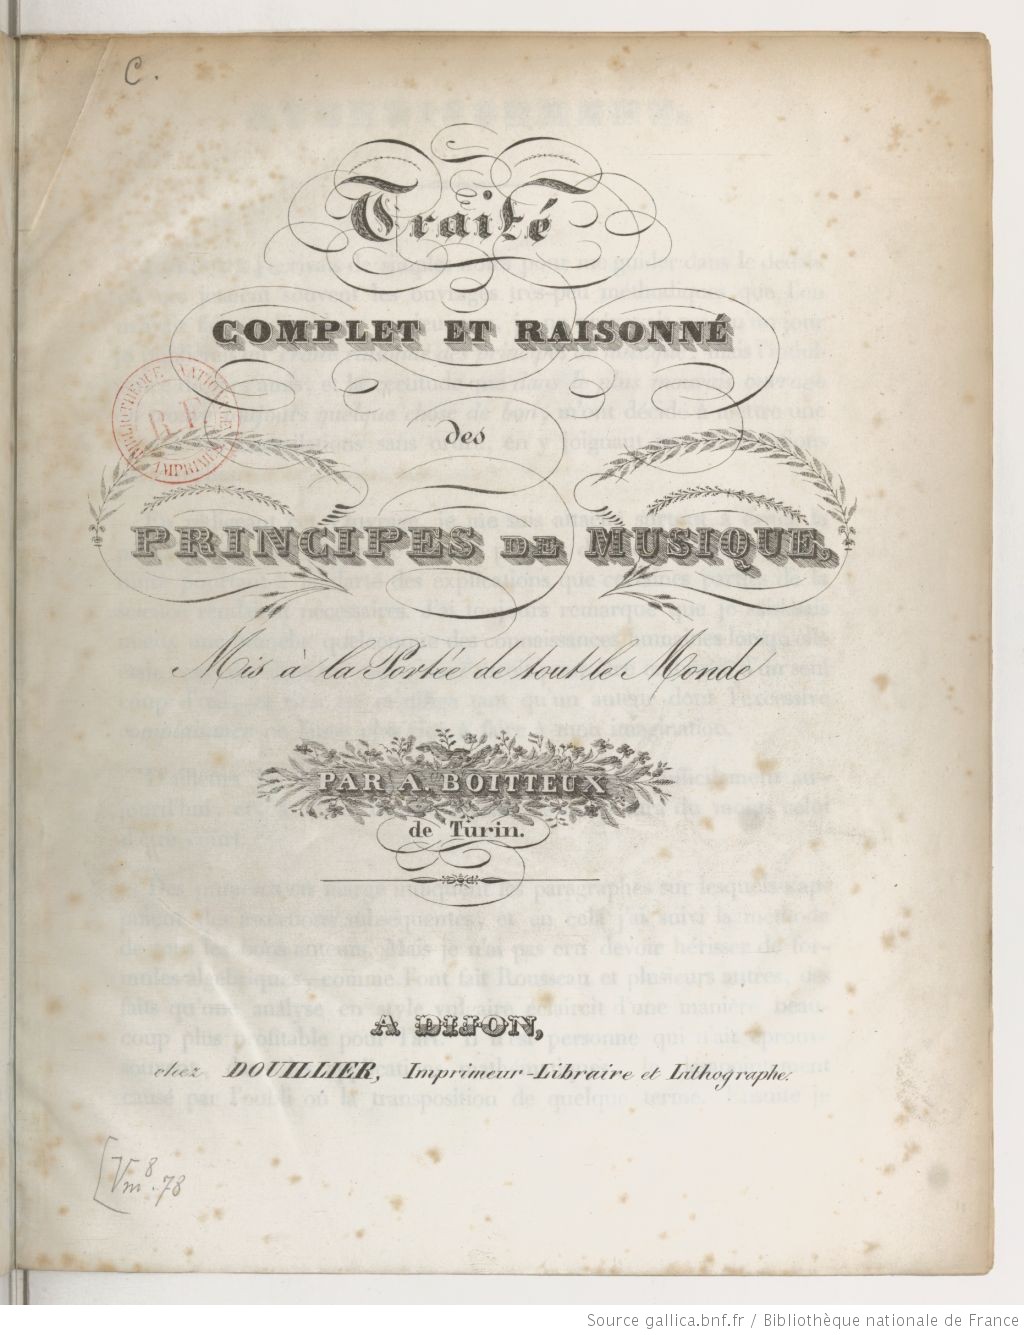 C.
Traité
COMPLET ET RAISONNÉ
des
PRINCIPES DE MUSIQUE,
Mis à la Portée de tout le Monde
PAR A. BOITTEUX
de Turin.
A DIJON,
chez DOUILLIER, Imprimeur-Libraire et Lithographe.
BIBLIOTHÈQUE NATIONALE
R.F.
IMPRIMÉS
[Vm 8. 78
Source gallica.bnf.fr / Bibliothèque nationale de France